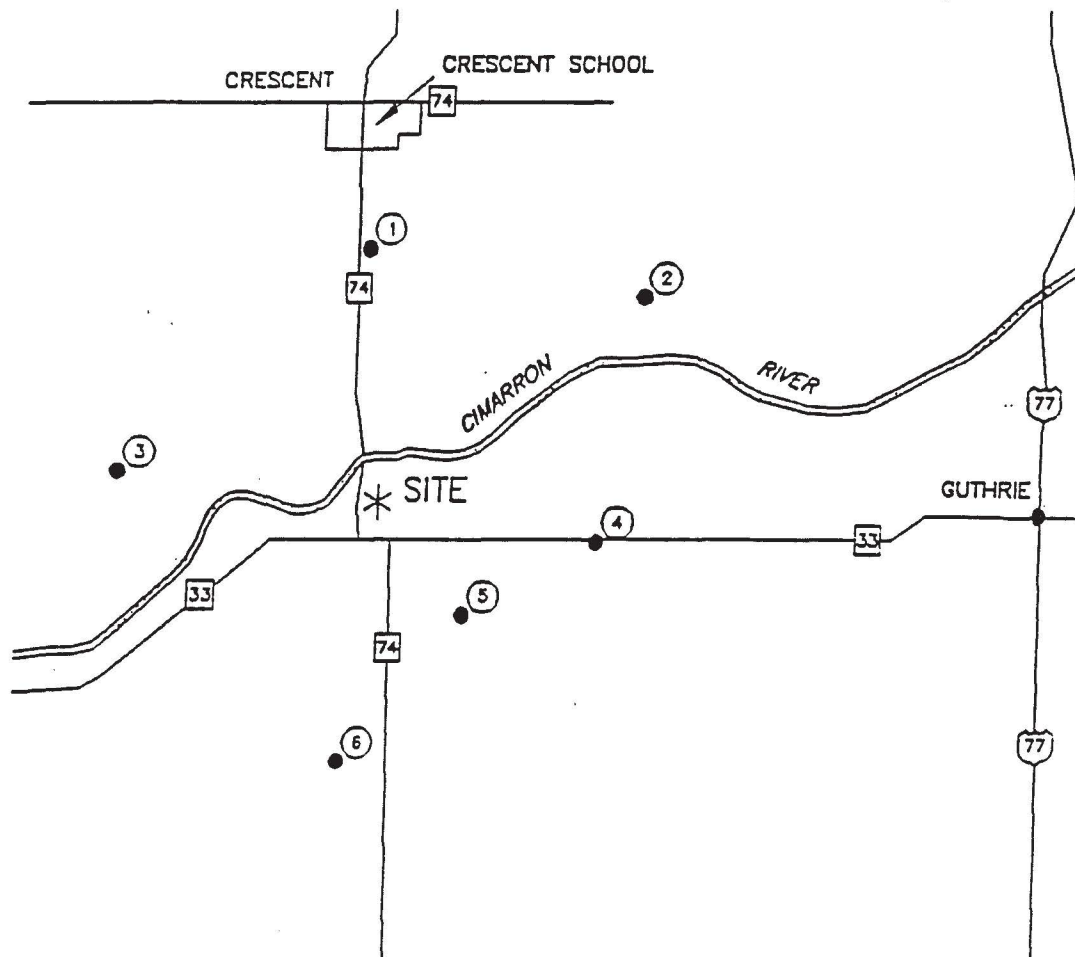 CRESCENT SCHOOL
CRESCENT
74
1
2
74
CIMARRON
RIVER
77
3
SITE
GUTHRIE
4
33
33
5
74
6
77